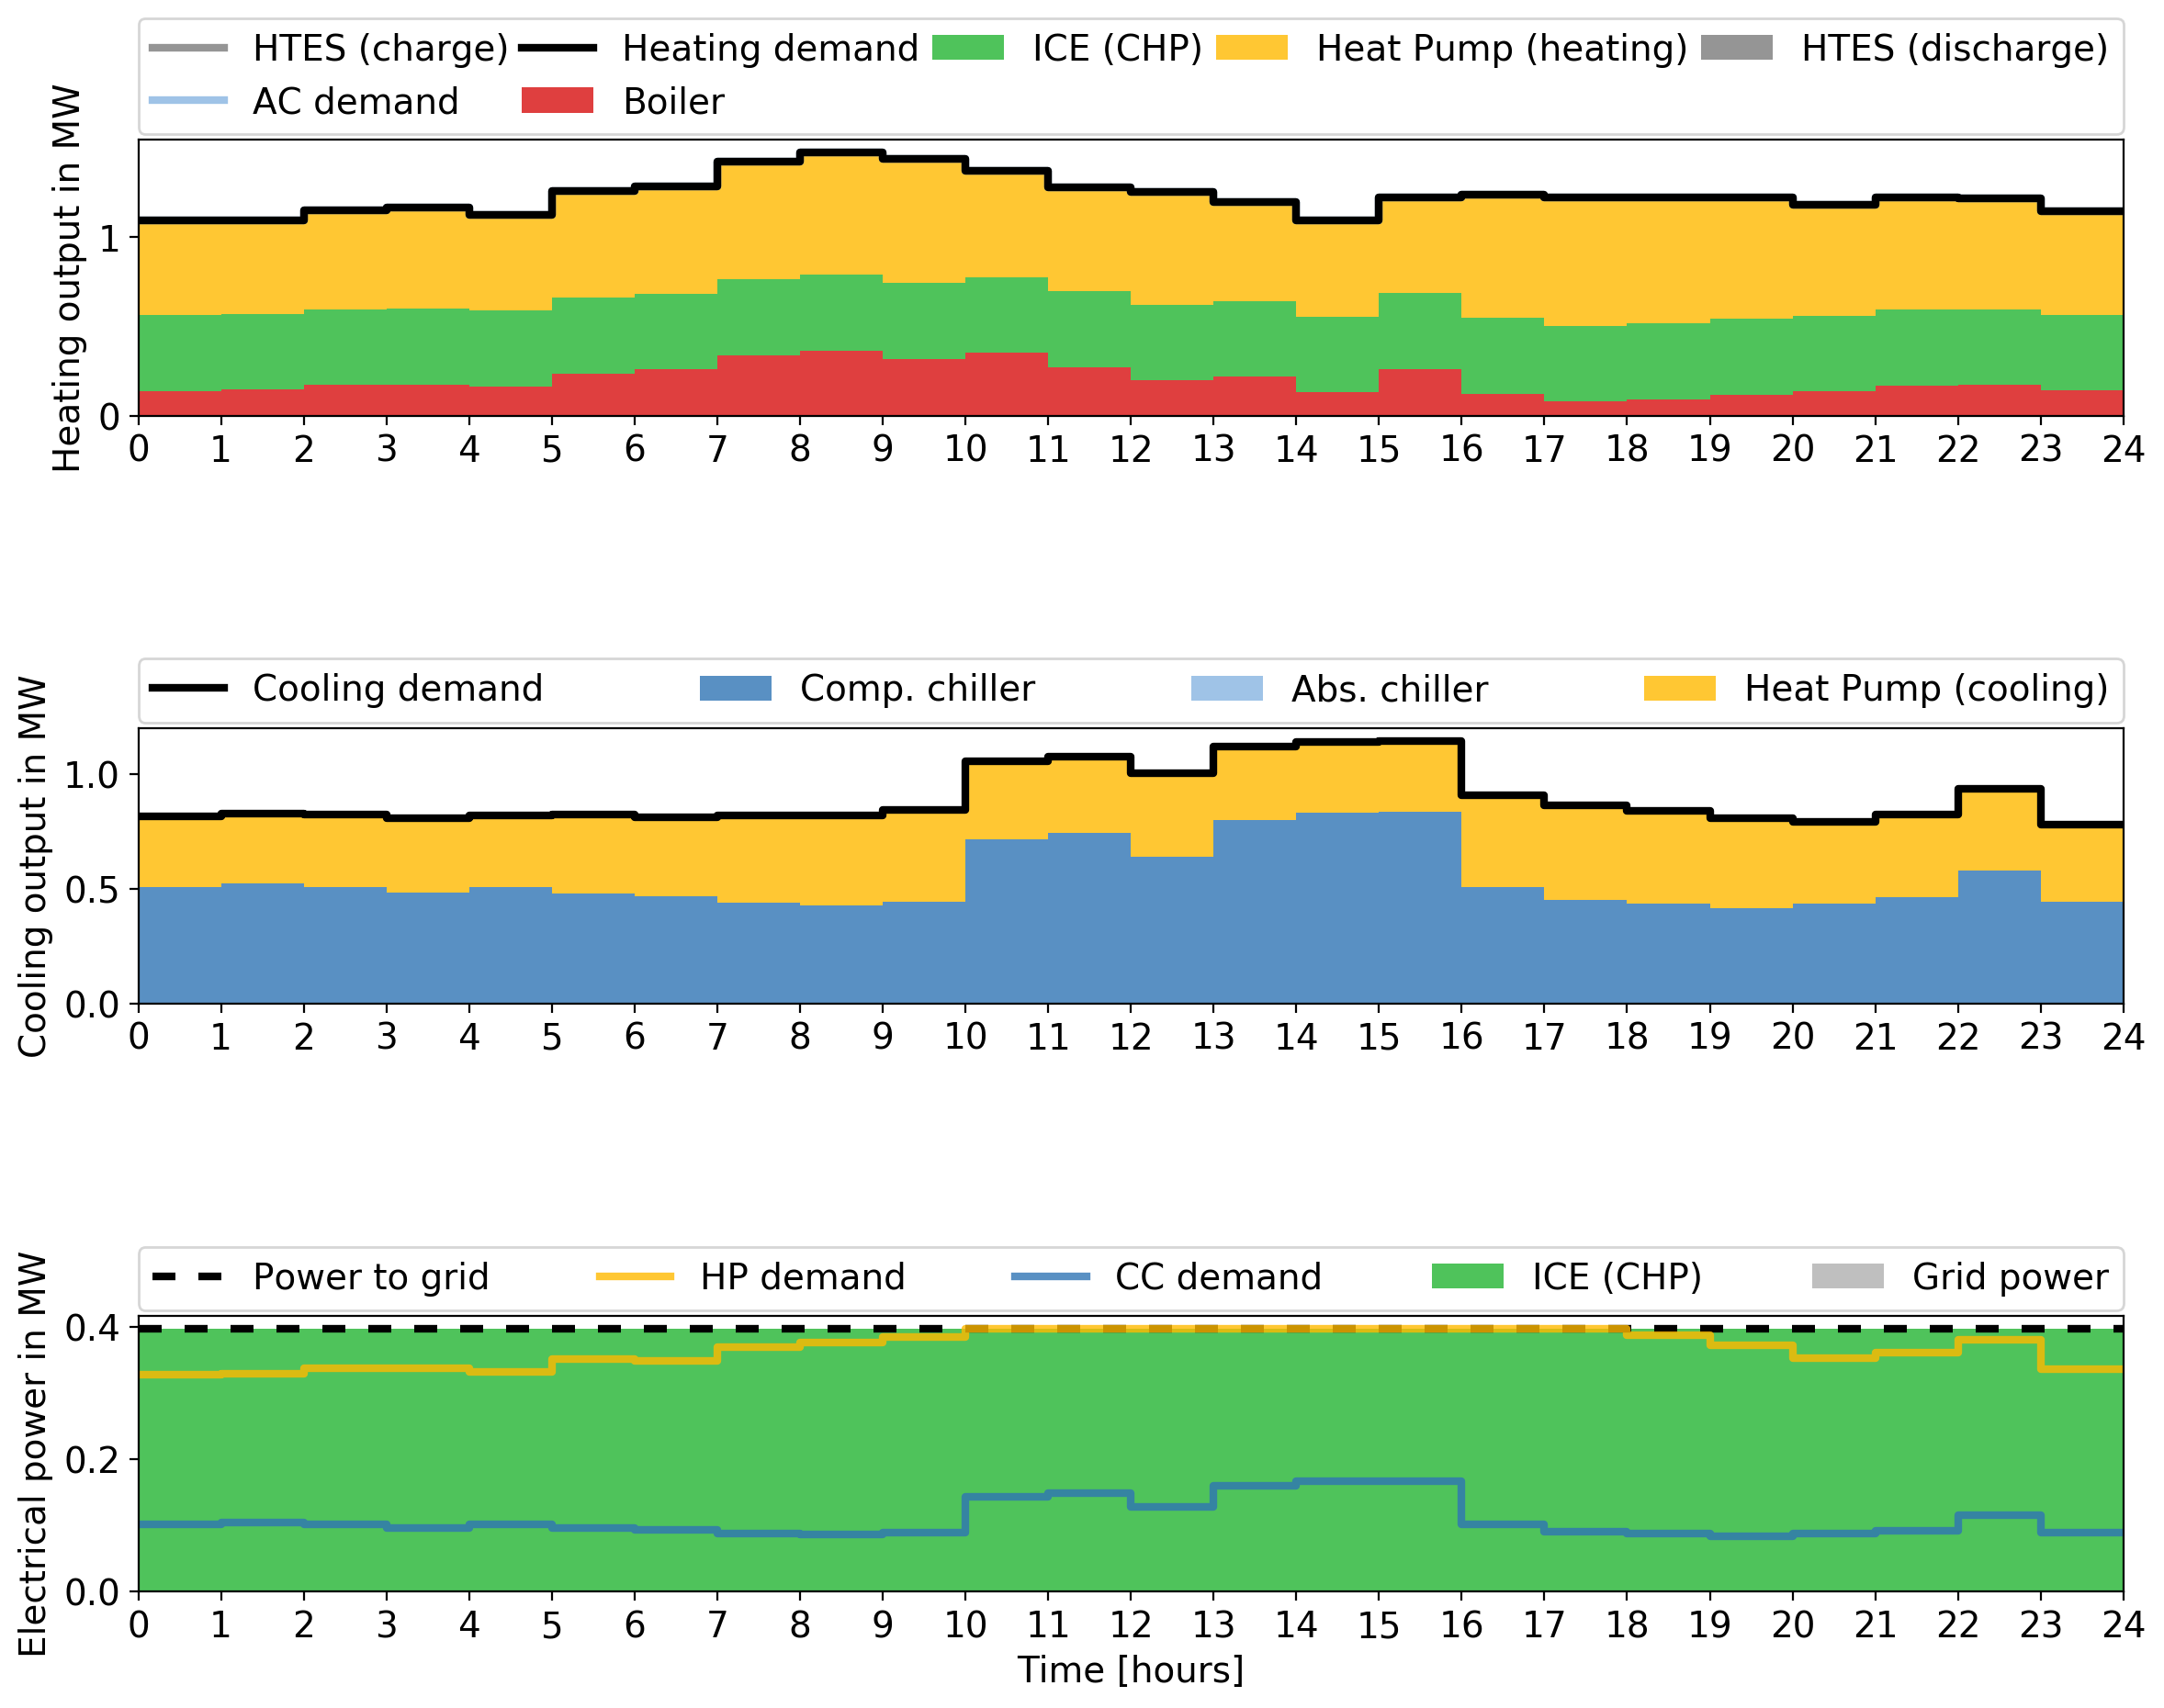 HTES (charge) Heating demand ICE (CHP) Heat Pump (heating) HTES (discharge)
AC demand Boiler
Heating output in MW
1
0
0 1 2 3 4 5 6 7 8 9 10 11 12 13 14 15 16 17 18 19 20 21 22 23 24
Cooling demand Comp. chiller Abs. chiller Heat Pump (cooling)
Cooling output in MW
1.0
0.5
0.0
0 1 2 3 4 5 6 7 8 9 10 11 12 13 14 15 16 17 18 19 20 21 22 23 24
Power to grid HP demand CC demand ICE (CHP) Grid power
Electrical power in MW
0.4
0.2
0.0
0 1 2 3 4 5 6 7 8 9 10 11 12 13 14 15 16 17 18 19 20 21 22 23 24
Time [hours]